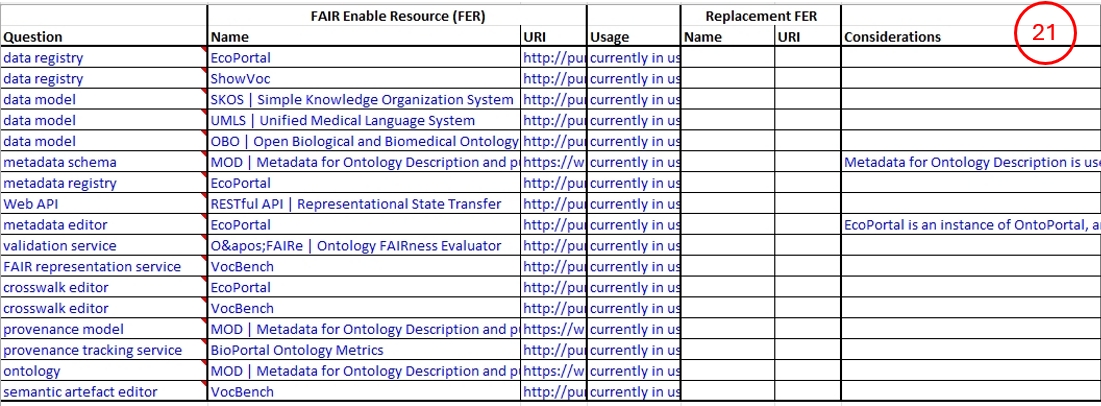 FAIR Enable Resource (FER) Replacement FER
Question Name URI Usage Name URI Considerations 21
data registry EcoPortal http://pu currently in us
data registry ShowVoc http://pu currently in us
data model SKOS | Simple Knowledge Organization System http://pu currently in us
data model UMLS | Unified Medical Language System http://pu currently in us
data model OBO | Open Biological and Biomedical Ontology http://pu currently in us
metadata schema MOD | Metadata for Ontology Description and p https://w currently in us Metadata for Ontology Description is use
metadata registry EcoPortal http://pu currently in us
Web API RESTful API | Representational State Transfer http://pu currently in us
metadata editor EcoPortal http://pu currently in us EcoPortal is an instance of OntoPortal, a
validation service O&apos;FAIRe | Ontology FAIRness Evaluator http://pu currently in us
FAIR representation service VocBench http://pu currently in us
crosswalk editor EcoPortal http://pu currently in us
crosswalk editor VocBench http://pu currently in us
provenance model MOD | Metadata for Ontology Description and p https://w currently in us
provenance tracking service BioPortal Ontology Metrics http://pu currently in us
ontology MOD | Metadata for Ontology Description and p https://w currently in us
semantic artefact editor VocBench http://pu currently in us